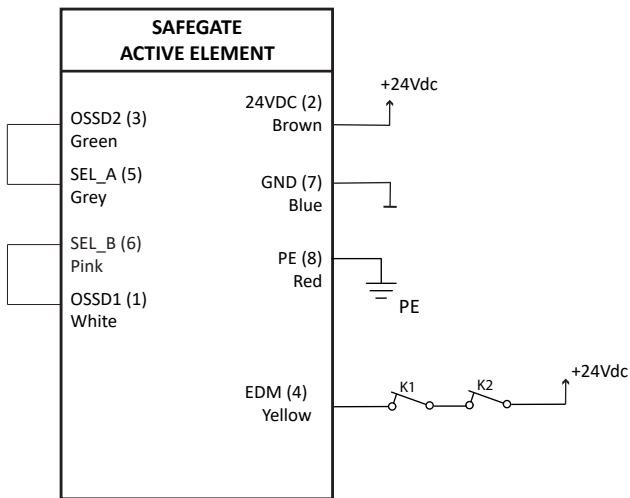 SAFEGATE
ACTIVE ELEMENT
OSSD2 (3)
Green
SEL_A (5)
Grey
SEL_B (6)
Pink
OSSD1 (1)
White
24VDC (2)
Brown
+24Vdc
GND (7)
Blue
PE (8)
Red
PE
EDM (4)
Yellow
K1
K2
+24Vdc